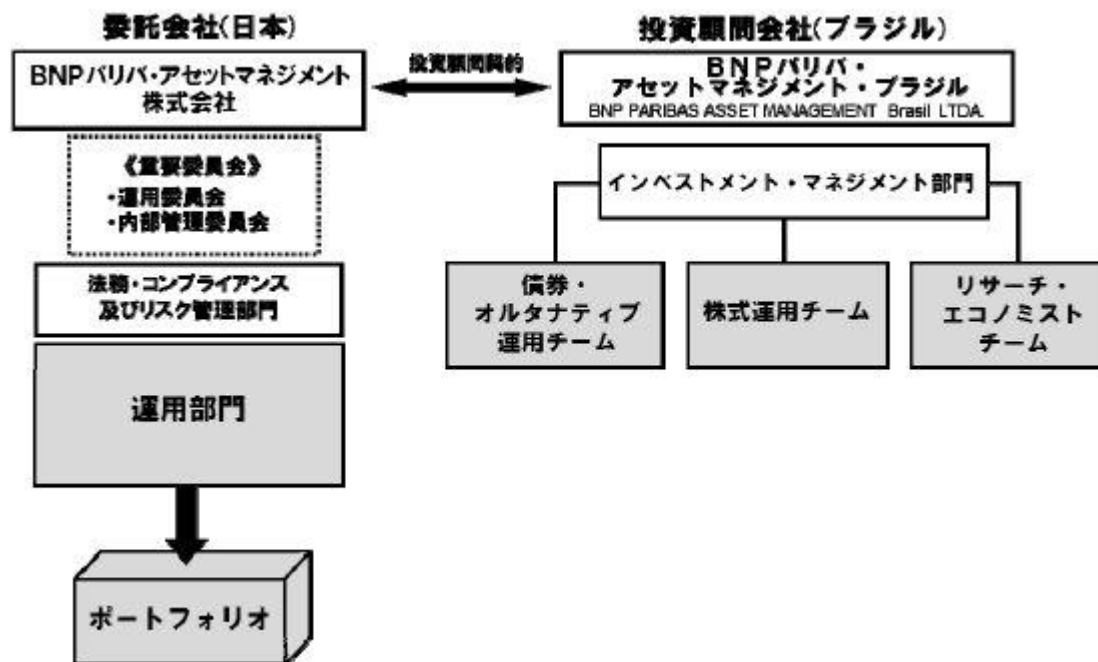 委託会社(日本)
BNPパリバ・アセットマネジメント
株式会社
《重要委員会》
・運用委員会
・内部管理委員会
法務・コンプライアンス
及びリスク管理部門
運用部門
ポートフォリオ
投資顧問契約
投資顧問会社(ブラジル)
BNPパリバ・
アセットマネジメント・ブラジル
BNP PARIBAS ASSET MANAGEMENT Brasil LTDA.
インベストメント・マネジメント部門
債券・
オルタナティブ
運用チーム
株式運用チーム
リサーチ・
エコノミスト
チーム